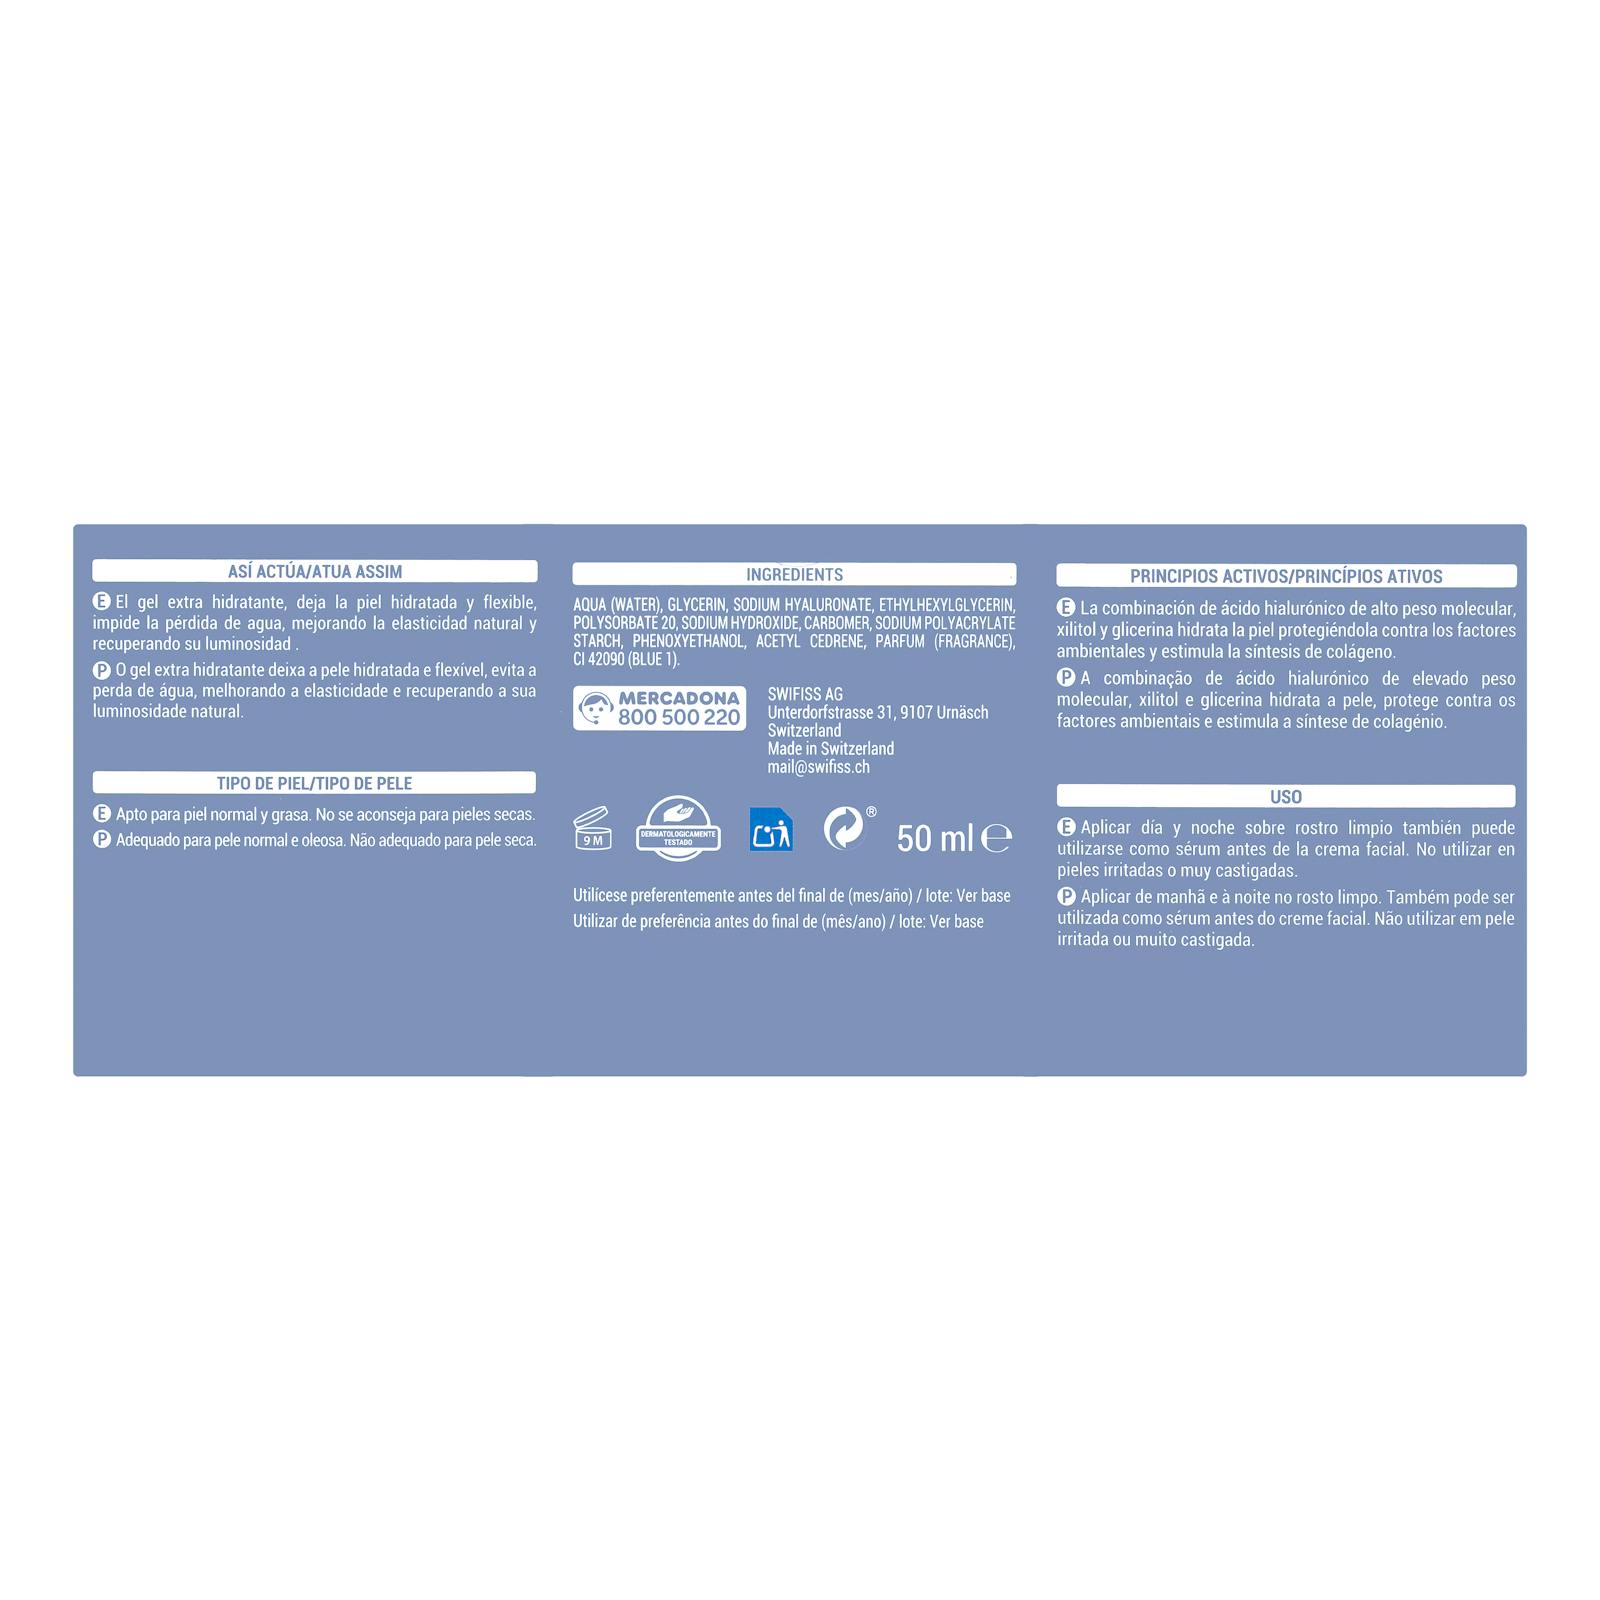 ASÍ ACTÚA/ATUA ASSIM
E El gel extra hidratante, deja la piel hidratada y flexible,
impide la pérdida de agua, mejorando la elasticidad natural y
recuperando su luminosidad .
P O gel extra hidratante deixa a pele hidratada e flexível, evita a
perda de água, melhorando a elasticidade e recuperando a sua
luminosidade natural.
TIPO DE PIEL/TIPO DE PELE
E Apto para piel normal y grasa. No se aconseja para pieles secas.
P Adequado para pele normal e oleosa. Não adequado para pele seca.
INGREDIENTS
AQUA (WATER), GLYCERIN, SODIUM HYALURONATE, ETHYLHEXYLGLYCERIN,
POLYSORBATE 20, SODIUM HYDROXIDE, CARBOMER, SODIUM POLYACRYLATE
STARCH, PHENOXYETHANOL, ACETYL CEDRENE, PARFUM (FRAGRANCE),
CI 42090 (BLUE 1).
MERCADONA
800 500 220
SWIFISS AG
Unterdorfstrasse 31, 9107 Urnäsch
Switzerland
Made in Switzerland
mail@swifiss.ch
9 M
DERMATOLOGICAMENTE
TESTADO
®
50 ml ℮
Utilícese preferentemente antes del final de (mes/año) / lote: Ver base
Utilizar de preferência antes do final de (mês/ano) / lote: Ver base
PRINCIPIOS ACTIVOS/PRINCÍPIOS ATIVOS
E La combinación de ácido hialurónico de alto peso molecular,
xilitol y glicerina hidrata la piel protegiéndola contra los factores
ambientales y estimula la síntesis de colágeno.
P A combinação de ácido hialurónico de elevado peso
molecular, xilitol e glicerina hidrata a pele, protege contra os
factores ambientais e estimula a síntese de colagénio.
USO
E Aplicar día y noche sobre rostro limpio también puede
utilizarse como sérum antes de la crema facial. No utilizar en
pieles irritadas o muy castigadas.
P Aplicar de manhã e à noite no rosto limpo. Também pode ser
utilizada como sérum antes do creme facial. Não utilizar em pele
irritada ou muito castigada.